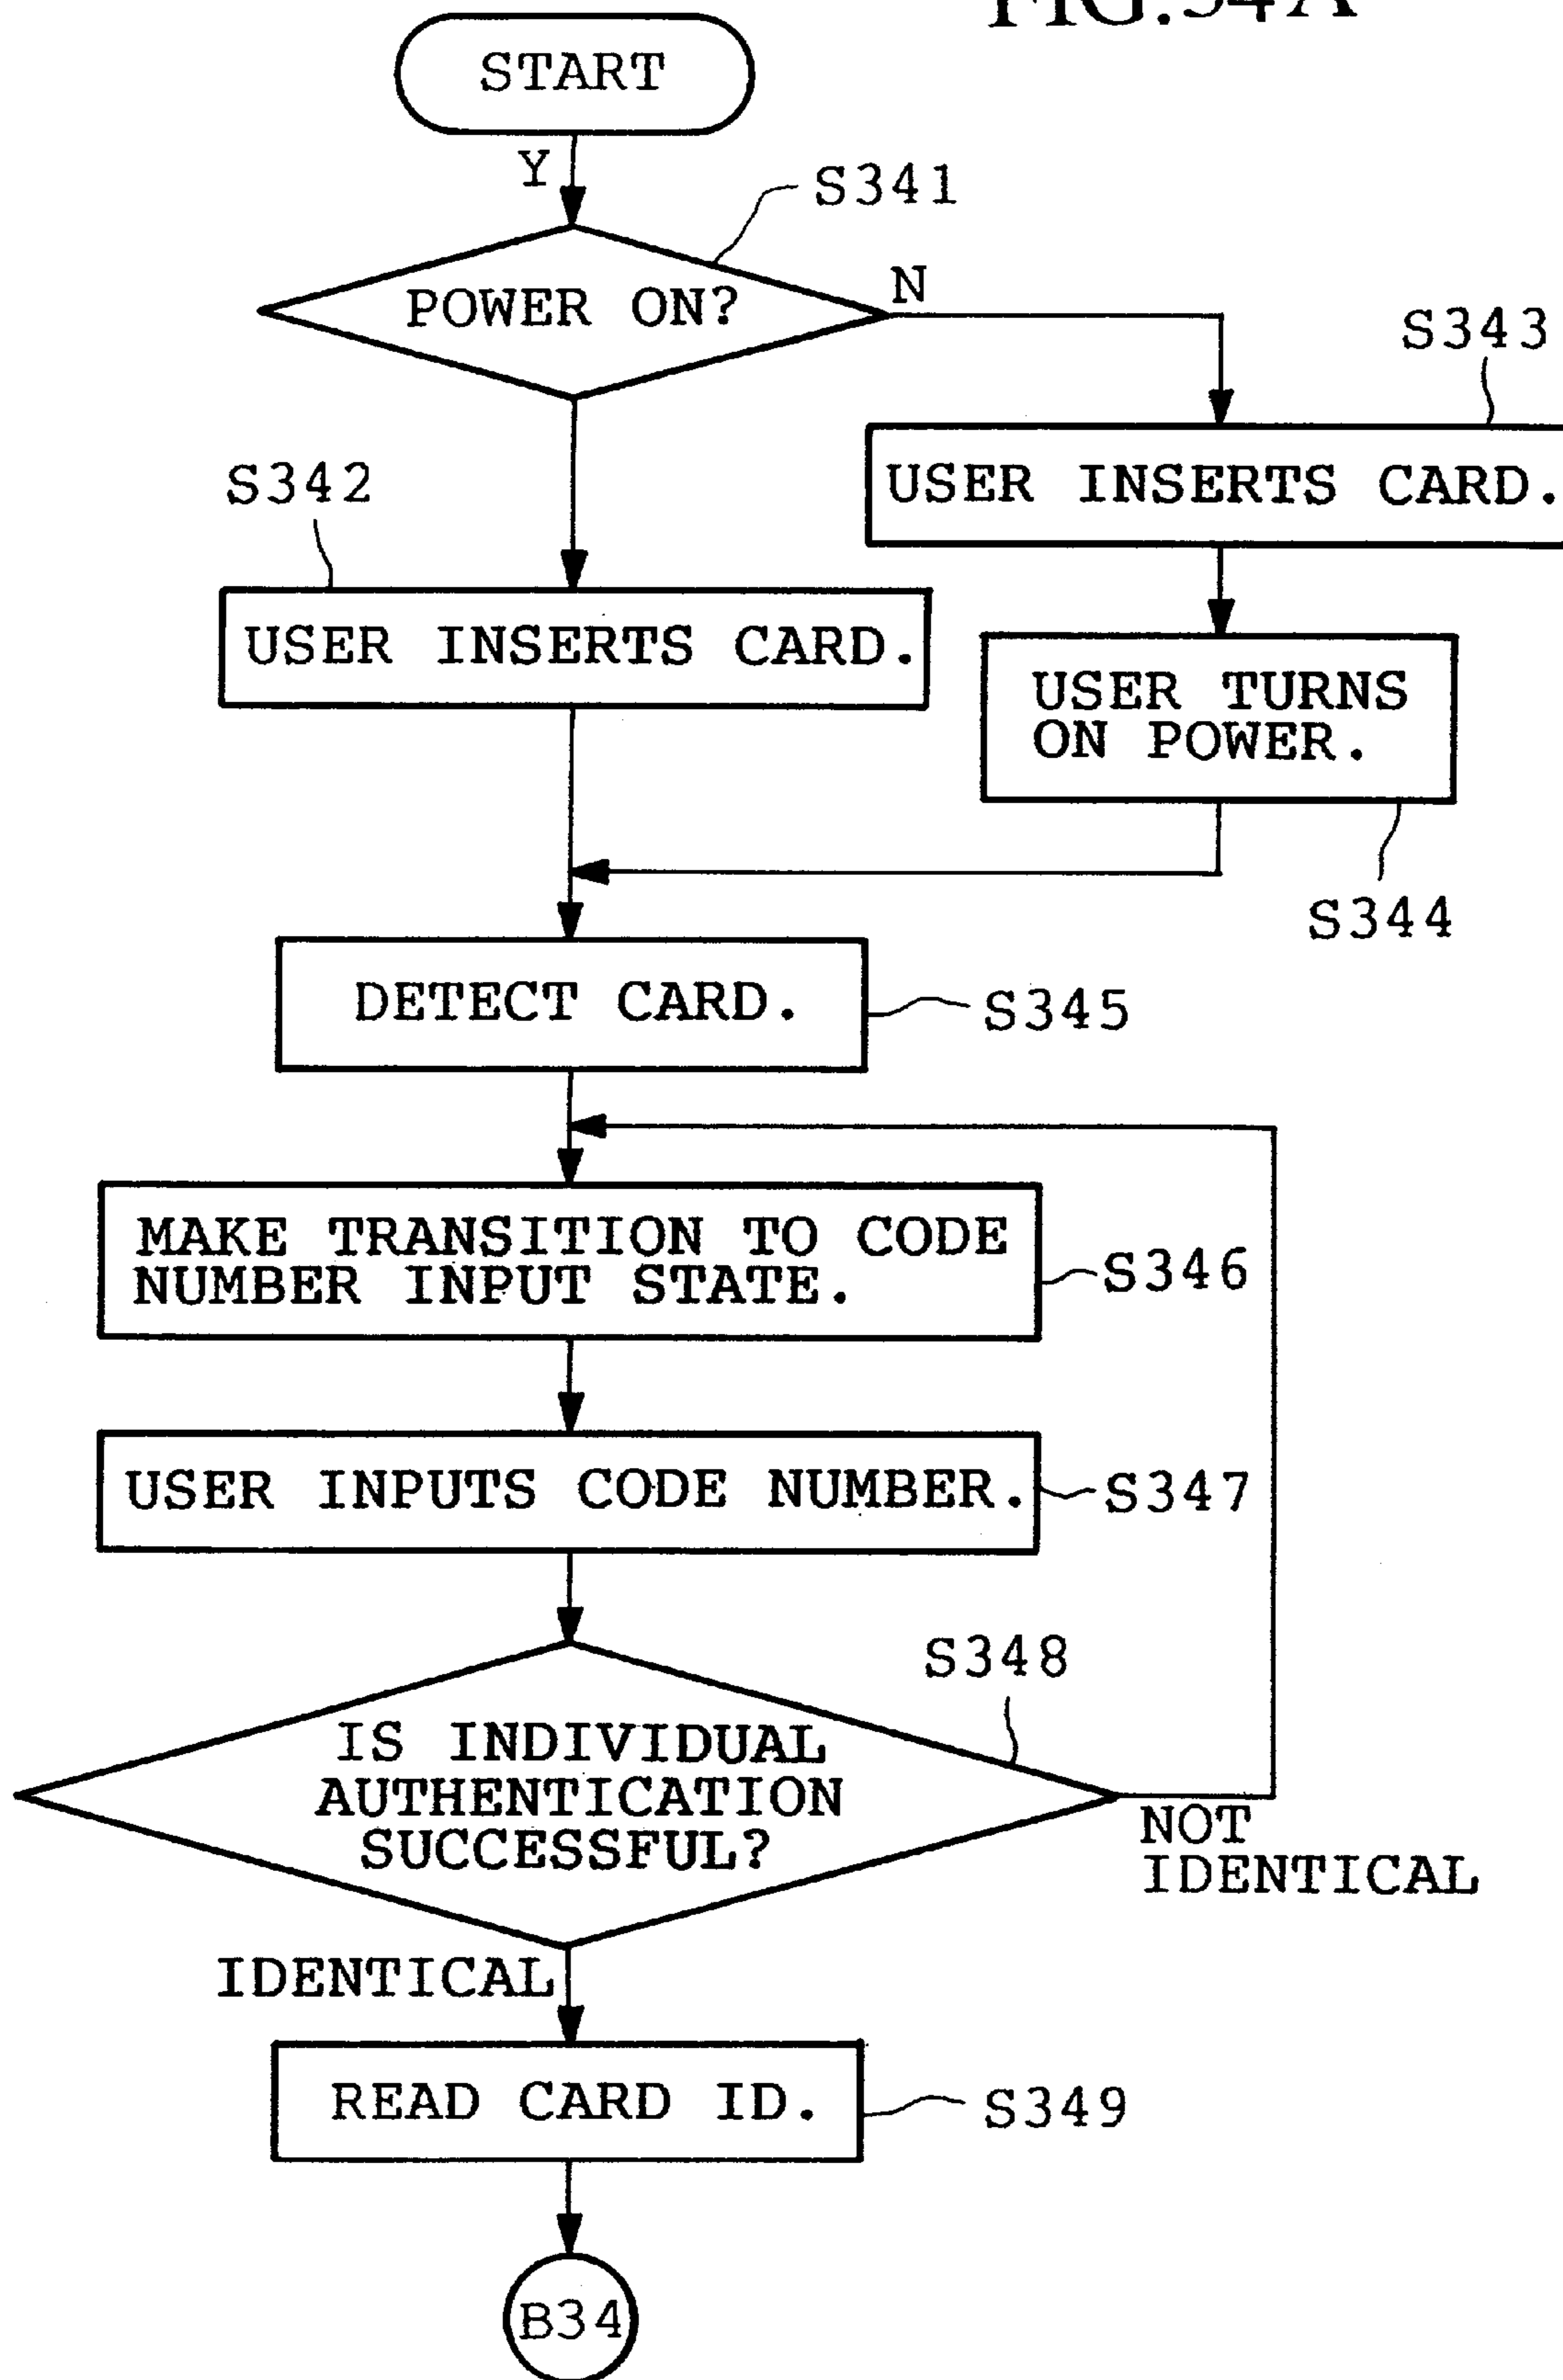 FIG.34A
START
Y
S341
POWER ON?
N
S343
USER INSERTS CARD.
S342
USER INSERTS CARD.
USER TURNS
ON POWER.
S344
DETECT CARD.
S345
MAKE TRANSITION TO CODE
NUMBER INPUT STATE.
S346
USER INPUTS CODE NUMBER.
S347
S348
IS INDIVIDUAL
AUTHENTICATION
SUCCESSFUL?
NOT
IDENTICAL
IDENTICAL
READ CARD ID.
S349
B34